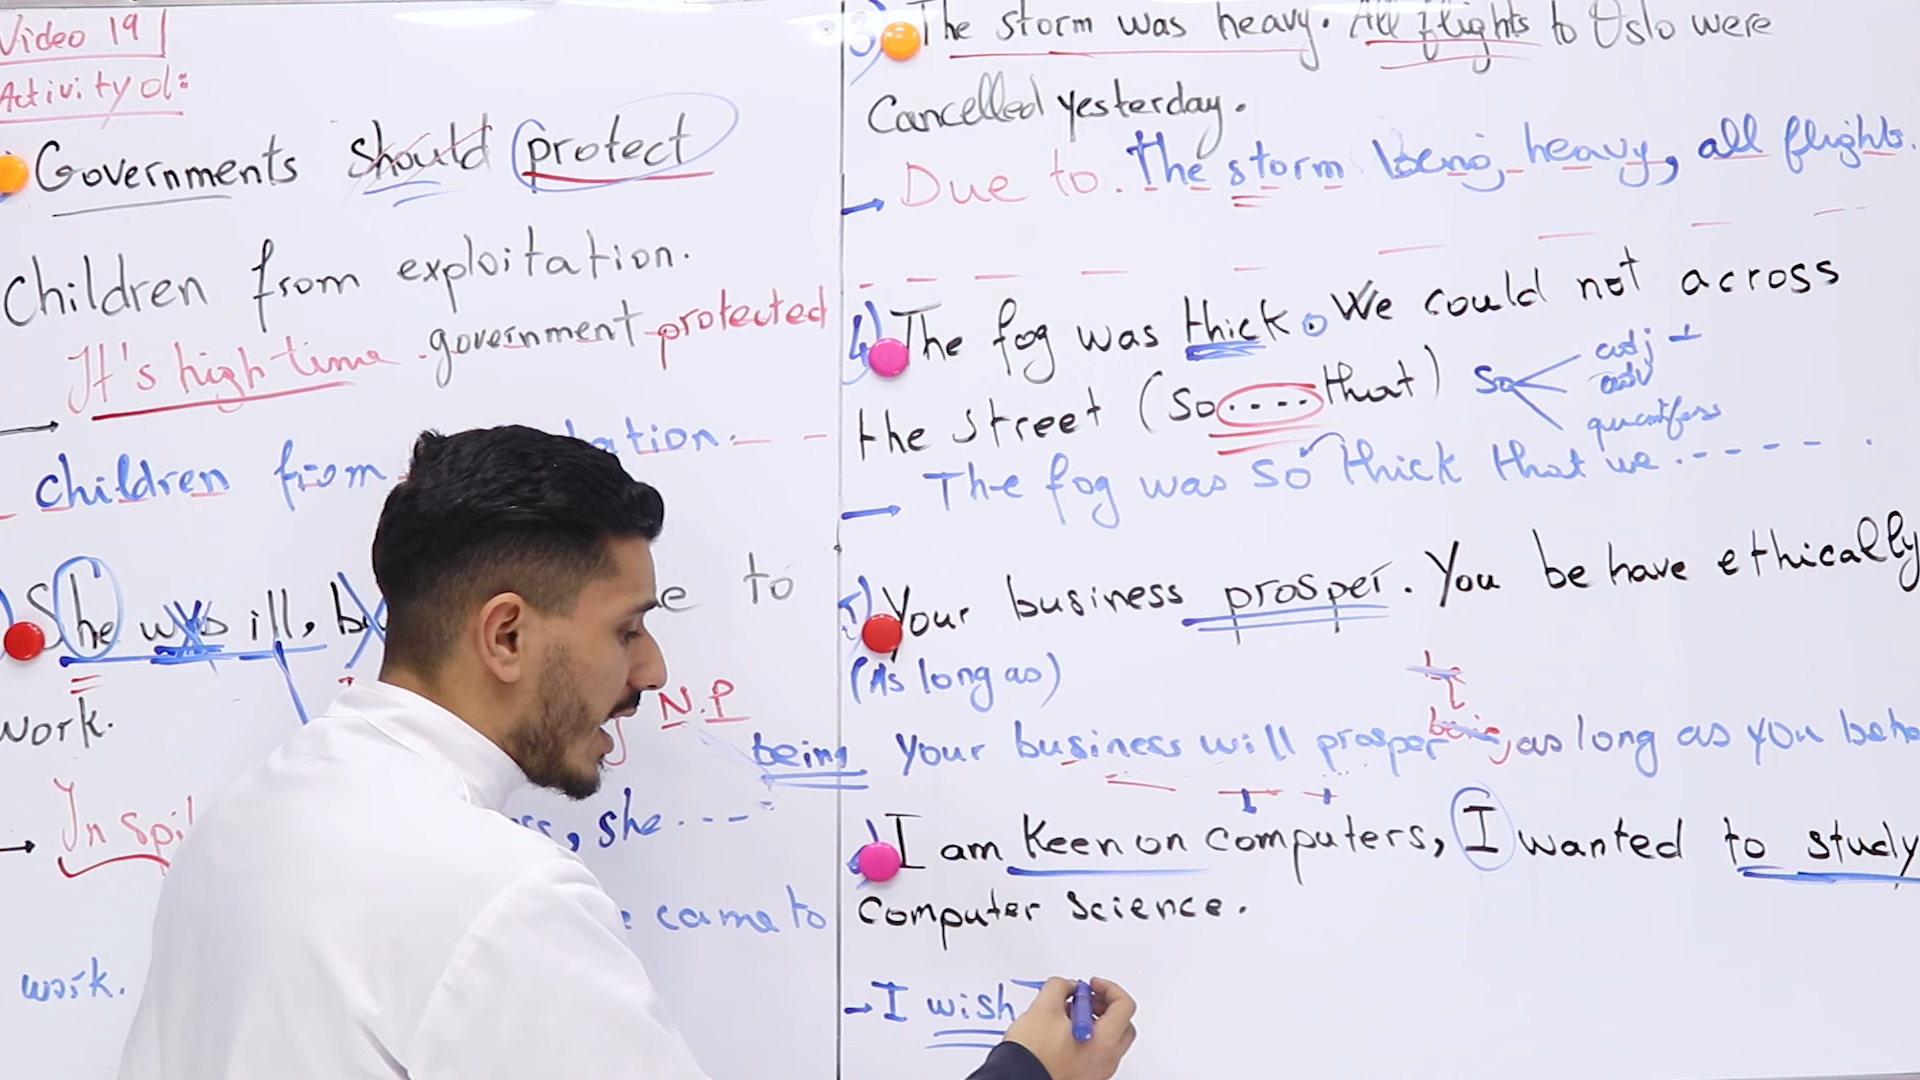 Video 19
Activity 01:
Governments should protect
Children from exploitation.
It's high time government protected
children from ation.
She was ill, b e to
work.
N.P
being
In spi ss, she...
came to
work.
3) The storm was heavy. All flights to Oslo were
Cancelled yesterday.
Due to. The storm being heavy, all flights.
4) The fog was thick. We could not across
the street (so....that) so adj
adv
The fog was so thick that we
Your business prosper. You be have ethically
(As long as)
Your business will prosper being, as long as you beha
I am keen on computers, I wanted to study
computer science.
I wish